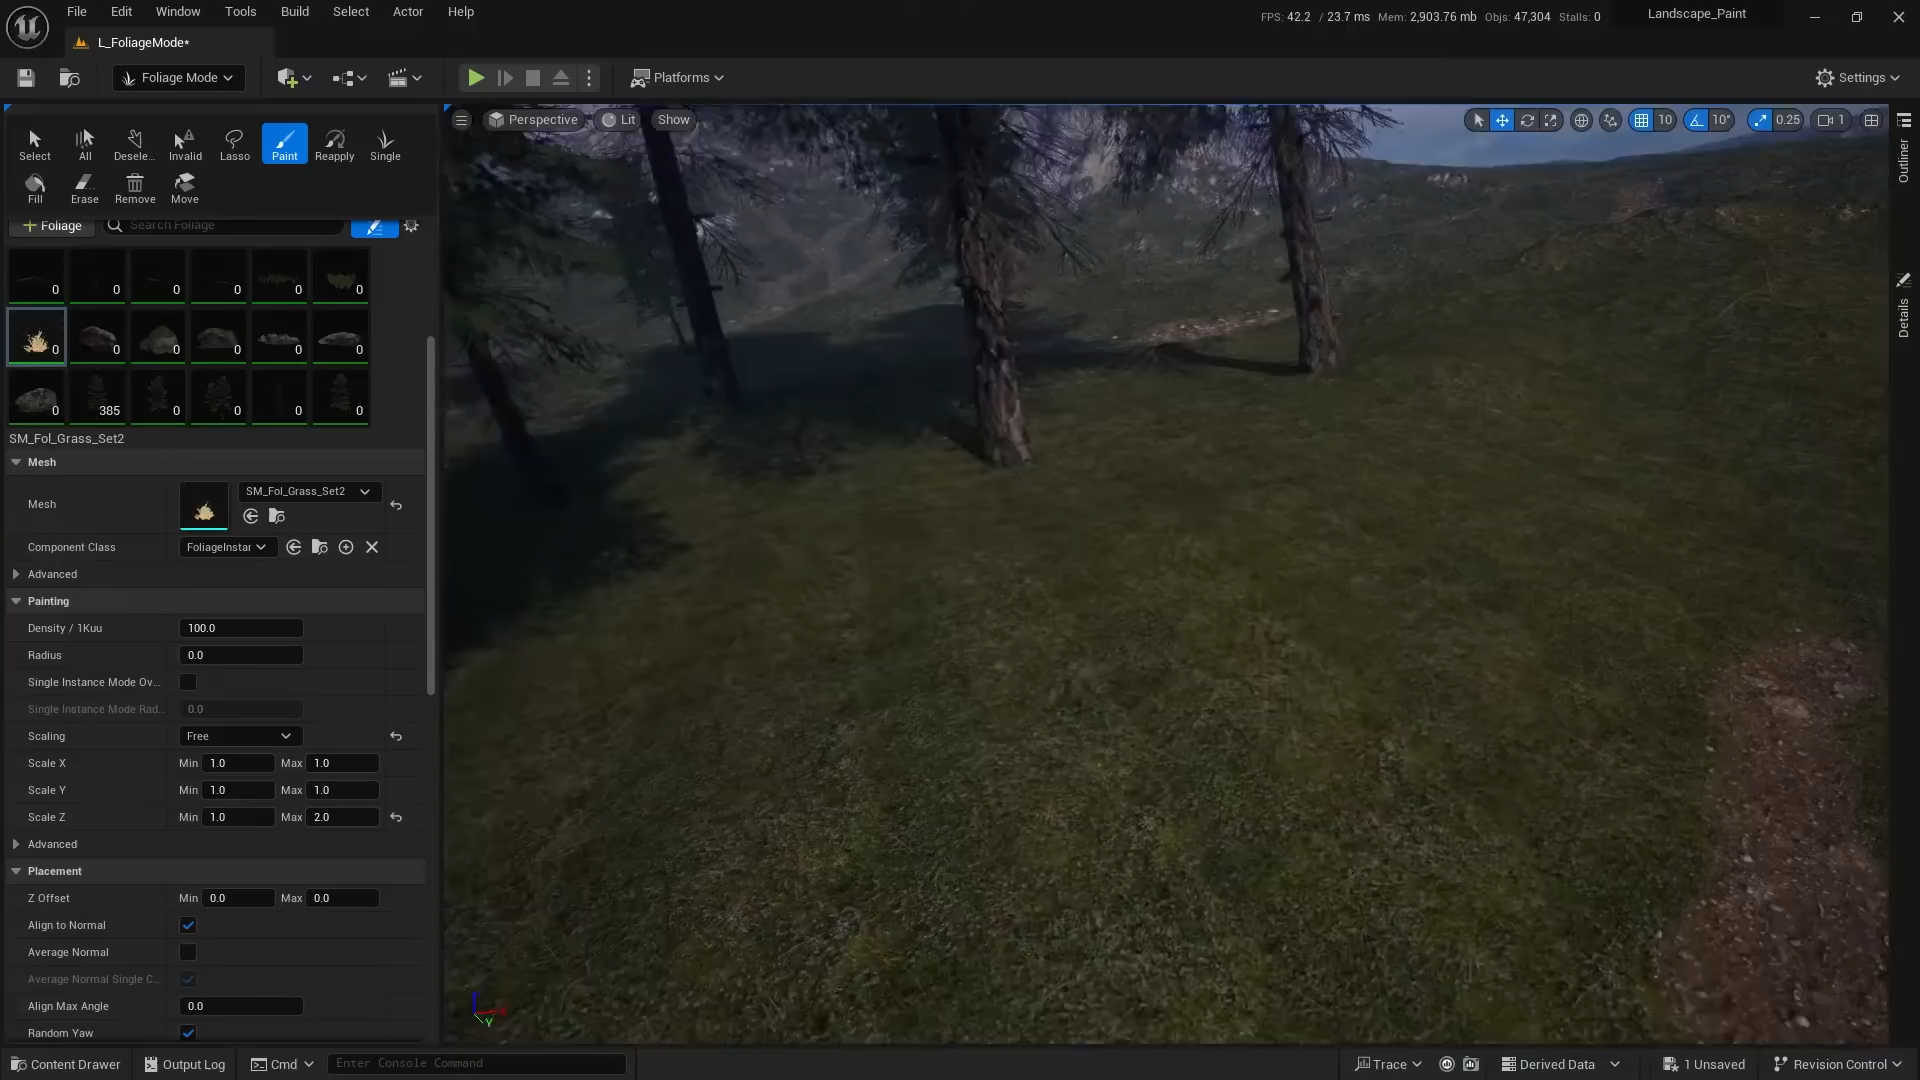 File Edit Window Tools Build Select Actor Help
FPS: 42.2 / 23.7 ms Mem: 2,903.76 mb Objs: 47,304 Stalls: 0
Landscape_Paint
L_FoliageMode*
Foliage Mode
Platforms
Settings
Select All Desele... Invalid Lasso Paint Reapply Single
Fill Erase Remove Move
Perspective Lit Show
10 10° 0.25 1
Outliner
Details
+ Foliage Search Foliage
0 0 0 0 0 0
0 0 0 0 0 0
0 385 0 0 0 0
SM_Fol_Grass_Set2
Mesh
Mesh SM_Fol_Grass_Set2
Component Class FoliageInstar
Advanced
Painting
Density / 1Kuu 100.0
Radius 0.0
Single Instance Mode Ov...
Single Instance Mode Rad... 0.0
Scaling Free
Scale X Min 1.0 Max 1.0
Scale Y Min 1.0 Max 1.0
Scale Z Min 1.0 Max 2.0
Advanced
Placement
Z Offset Min 0.0 Max 0.0
Align to Normal
Average Normal
Average Normal Single C...
Align Max Angle 0.0
Random Yaw
Y
Content Drawer Output Log Cmd Enter Console Command
Trace Derived Data 1 Unsaved Revision Control